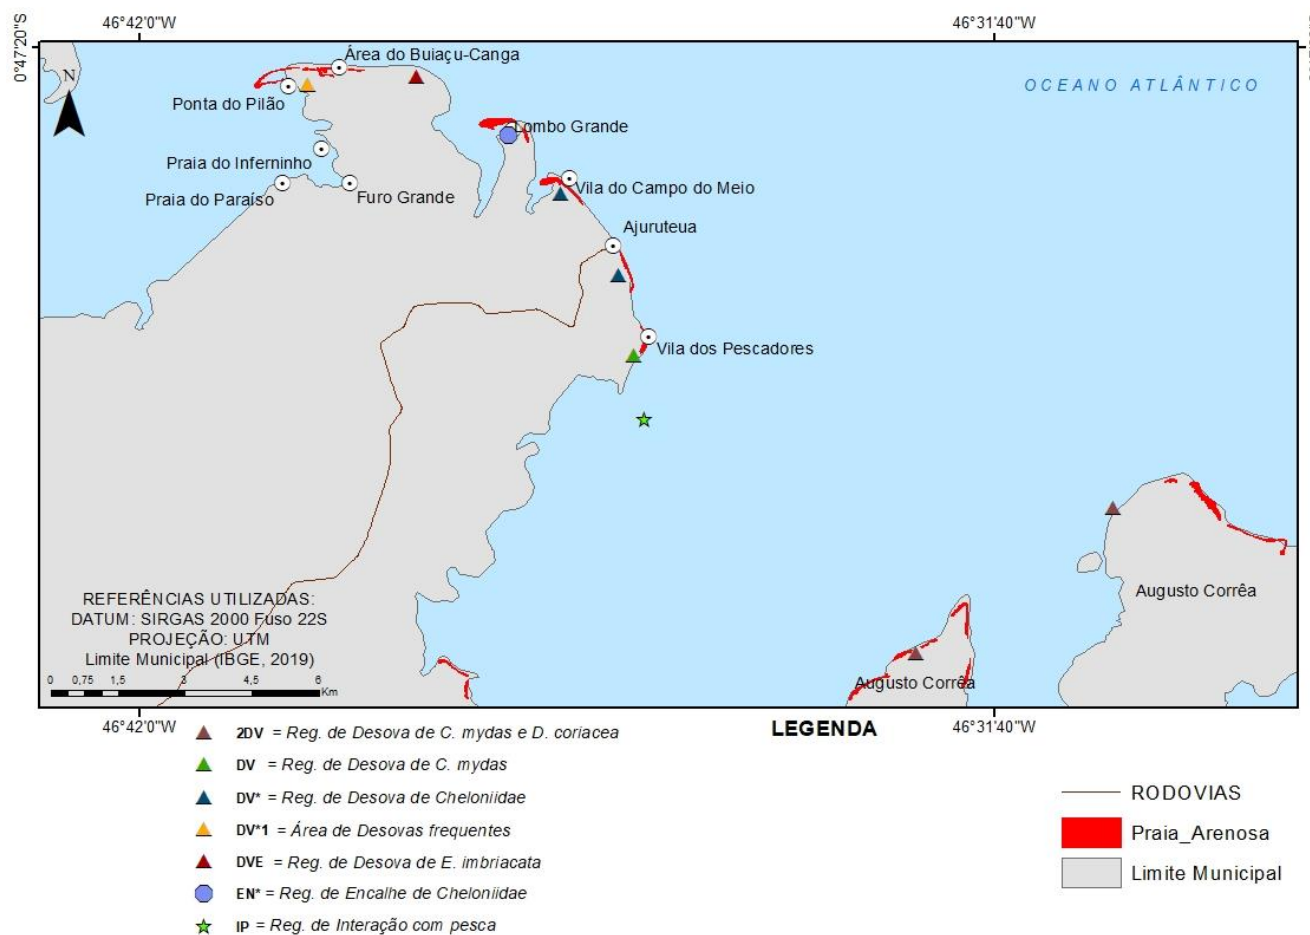 46°42'0"W
46°31'40"W
0°47'20"S
N
Área do Buiaçu-Canga
OCEANO ATLÂNTICO
Ponta do Pilão
Lombo Grande
Praia do Inferninho
Vila do Campo do Meio
Praia do Paraíso
Furo Grande
Ajuruteua
Vila dos Pescadores
Augusto Corrêa
REFERÊNCIAS UTILIZADAS:
DATUM: SIRGAS 2000 Fuso 22S
PROJEÇÃO: UTM
Limite Municipal (IBGE, 2019)
0 0,75 1,5 3 4,5 6
Km
Augusto Corrêa
46°42'0"W
LEGENDA
46°31'40"W
2DV = Reg. de Desova de C. mydas e D. coriacea
DV = Reg. de Desova de C. mydas
DV* = Reg. de Desova de Cheloniidae
DV*1 = Área de Desovas frequentes
DVE = Reg. de Desova de E. imbriacata
EN* = Reg. de Encalhe de Cheloniidae
IP = Reg. de Interação com pesca
RODOVIAS
Praia_Arenosa
Limite Municipal